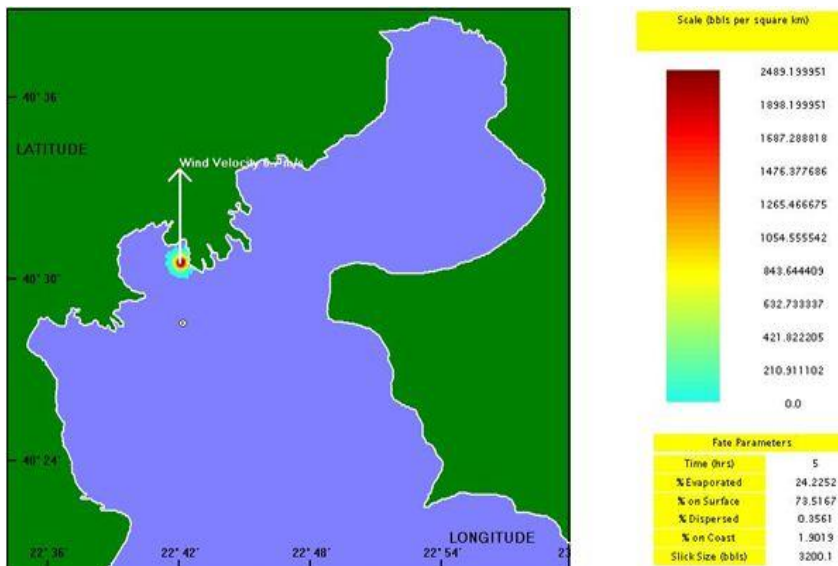 Scale (bbls per square km)
2489.199951
1898.199951
1687.288818
1476.377686
1265.466675
1054.555542
843.644409
632.733337
421.822205
210.911102
0.0
40° 36'
LATITUDE
Wind Velocity m/s
40° 30'
40° 24'
LONGITUDE
22° 36'
22° 42'
22° 48'
22° 54'
23
Fate Parameters
Time (hrs) 5
% Evaporated 24.2252
% on Surface 73.5167
% Dispersed 0.3561
% on Coast 1.9019
Slick Size (bbls) 3200.1